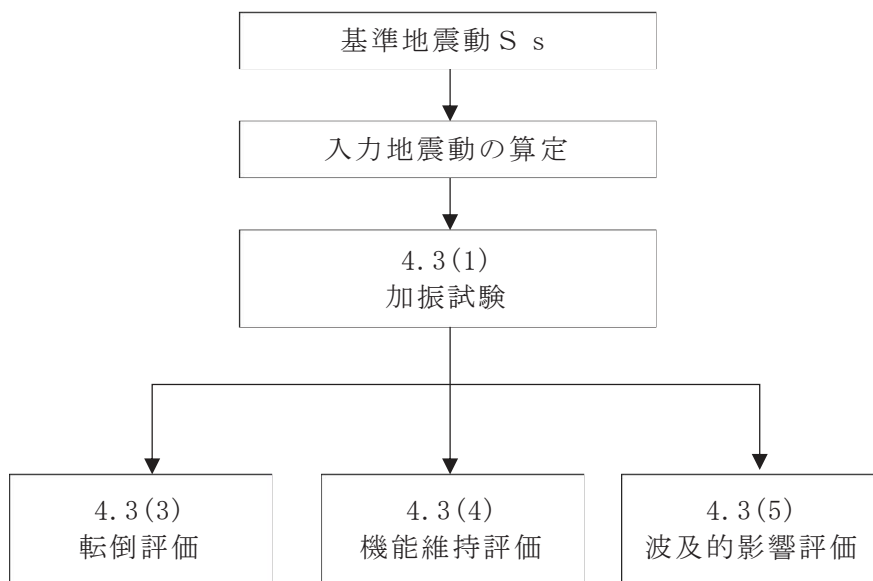 基準地震動Ｓｓ
入力地震動の算定
4.3(1)
加振試験
4.3(3)
転倒評価
4.3(4)
機能維持評価
4.3(5)
波及的影響評価